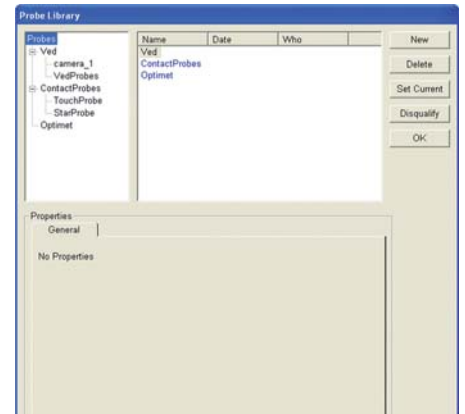 Probe Library
Probes
Ved
camera_1
VedProbes
ContactProbes
TouchProbe
StarProbe
Optimet
Name Date Who
Ved
ContactProbes
Optimet
New
Delete
Set Current
Disqualify
OK
Properties
General
No Properties